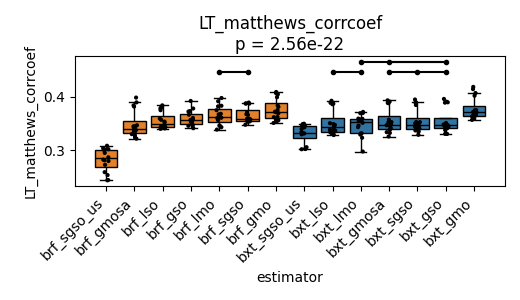 LT_matthews_corrcoef
p = 2.56e-22
LT_matthews_corrcoef
0.4
0.3
brf_sgso_us
brf_gmosa
brf_lso
brf_gso
brf_lmo
brf_sgso
brf_gmo
bxt_sgso_us
bxt_lso
bxt_lmo
bxt_gmosa
bxt_sgso
bxt_gso
bxt_gmo
estimator